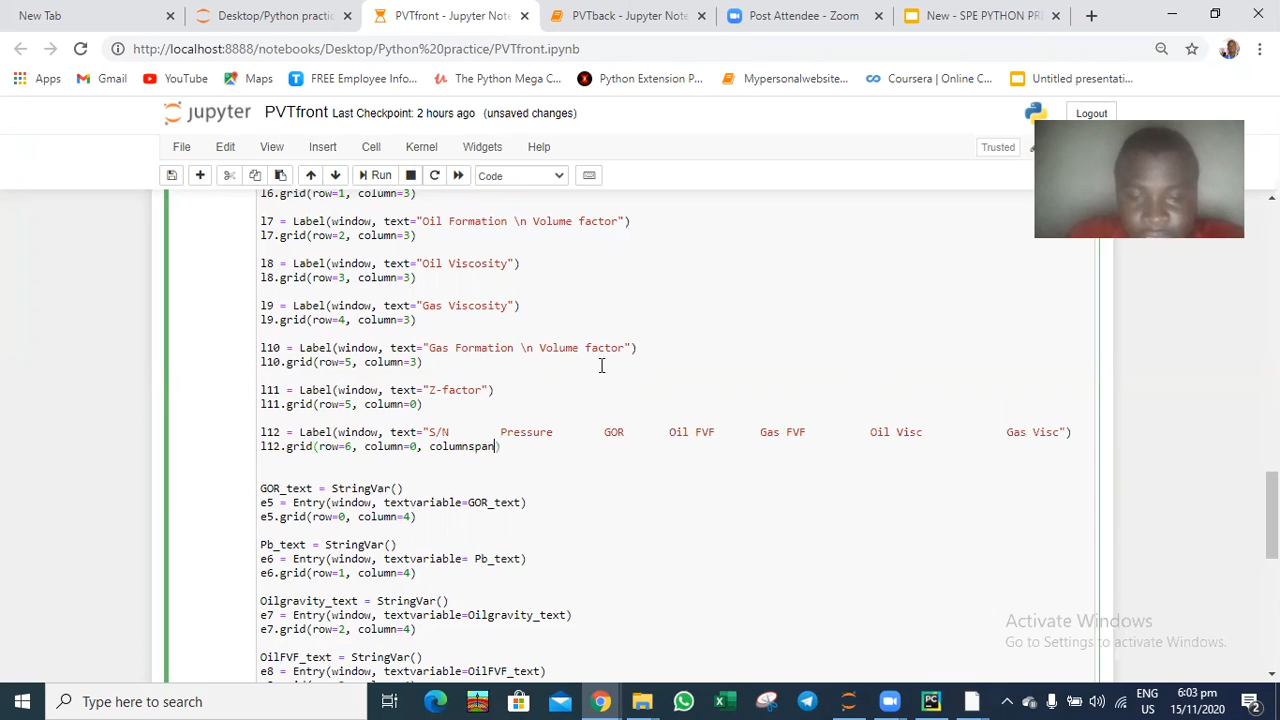 New Tab
Desktop/Python practic
PVTfront - Jupyter Note
PVTback - Jupyter Note
Post Attendee - Zoom
New - SPE PYTHON PRE
http://localhost:8888/notebooks/Desktop/Python%20practice/PVTfront.ipynb
Apps
Gmail
YouTube
Maps
FREE Employee Info...
The Python Mega C...
Python Extension P...
Mypersonalwebsite...
Coursera | Online C...
Untitled presentati...
jupyter PVTfront Last Checkpoint: 2 hours ago (unsaved changes)
Logout
File Edit View Insert Cell Kernel Widgets Help
Trusted
Run
Code
l6.grid(row=1, column=3)
l7 = Label(window, text="Oil Formation \n Volume factor")
l7.grid(row=2, column=3)
l8 = Label(window, text="Oil Viscosity")
l8.grid(row=3, column=3)
l9 = Label(window, text="Gas Viscosity")
l9.grid(row=4, column=3)
l10 = Label(window, text="Gas Formation \n Volume factor")
l10.grid(row=5, column=3)
l11 = Label(window, text="Z-factor")
l11.grid(row=5, column=0)
l12 = Label(window, text="S/N Pressure GOR Oil FVF Gas FVF Oil Visc Gas Visc")
l12.grid(row=6, column=0, columnspan)
GOR_text = StringVar()
e5 = Entry(window, textvariable=GOR_text)
e5.grid(row=0, column=4)
Pb_text = StringVar()
e6 = Entry(window, textvariable= Pb_text)
e6.grid(row=1, column=4)
Oilgravity_text = StringVar()
e7 = Entry(window, textvariable=Oilgravity_text)
e7.grid(row=2, column=4)
OilFVF_text = StringVar()
e8 = Entry(window, textvariable=OilFVF_text)
Activate Windows
Go to Settings to activate Windows.
Type here to search
ENG
US
6:03 pm
15/11/2020
2